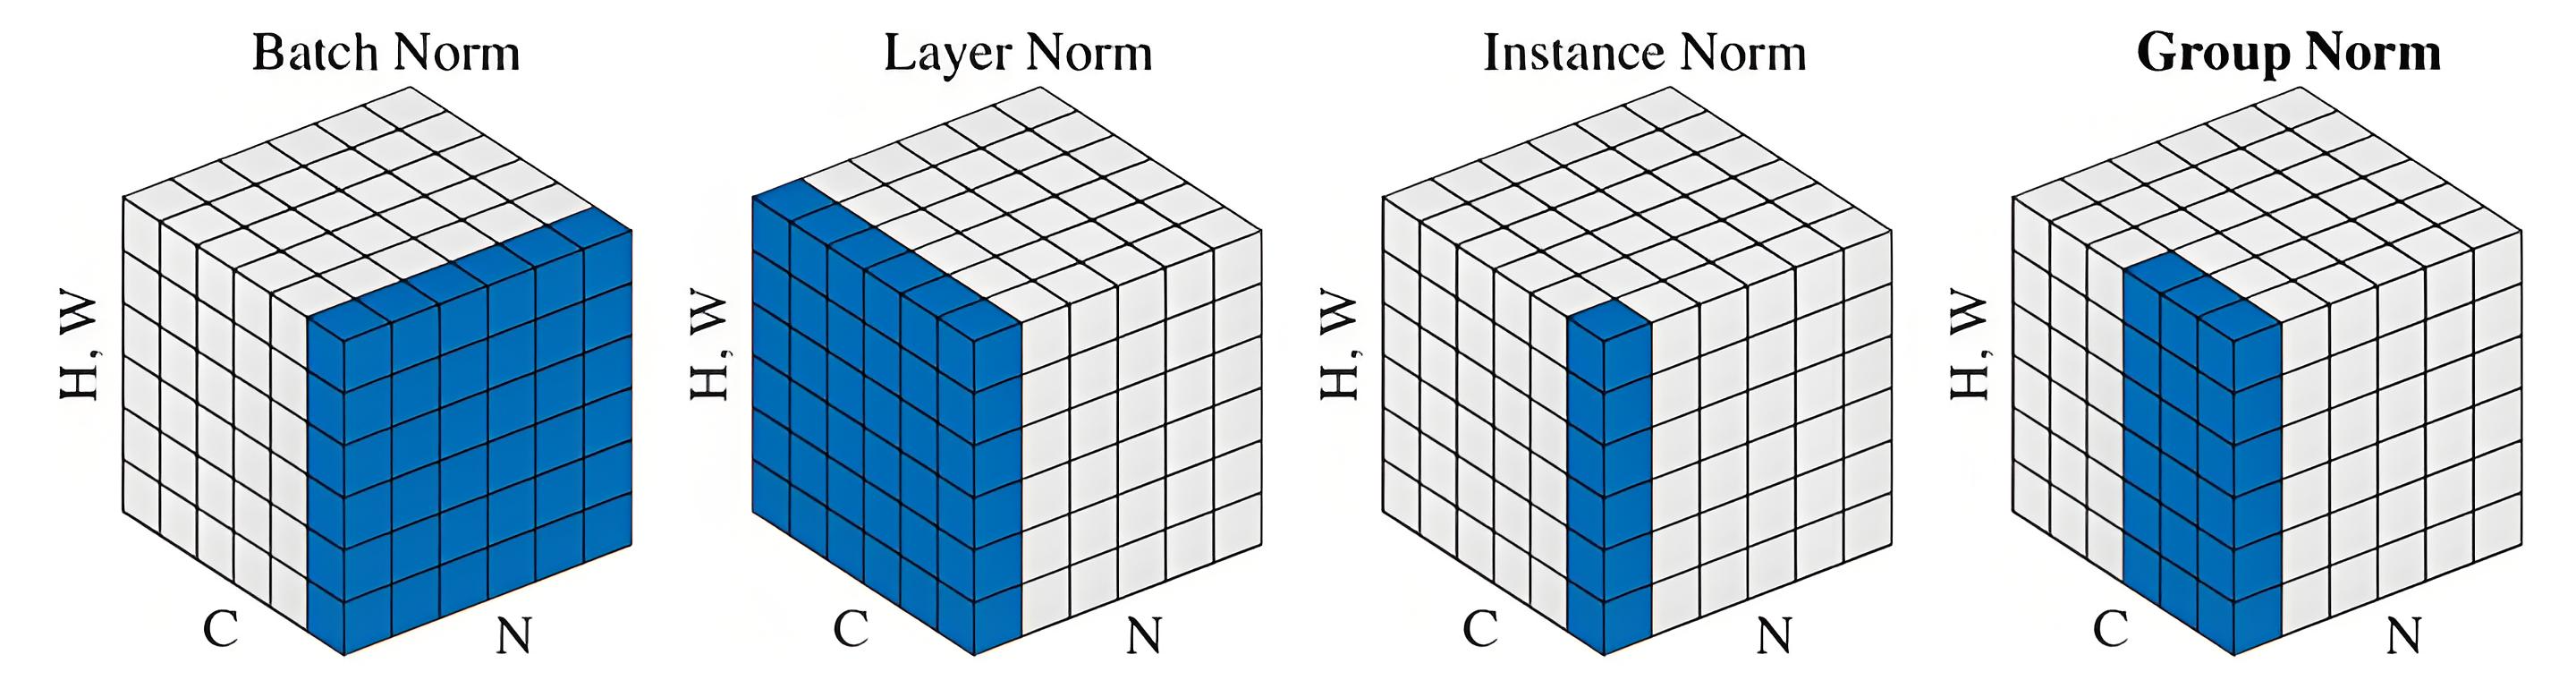 Batch Norm
H, W
C
N
Layer Norm
H, W
C
N
Instance Norm
H, W
C
N
Group Norm
H, W
C
N